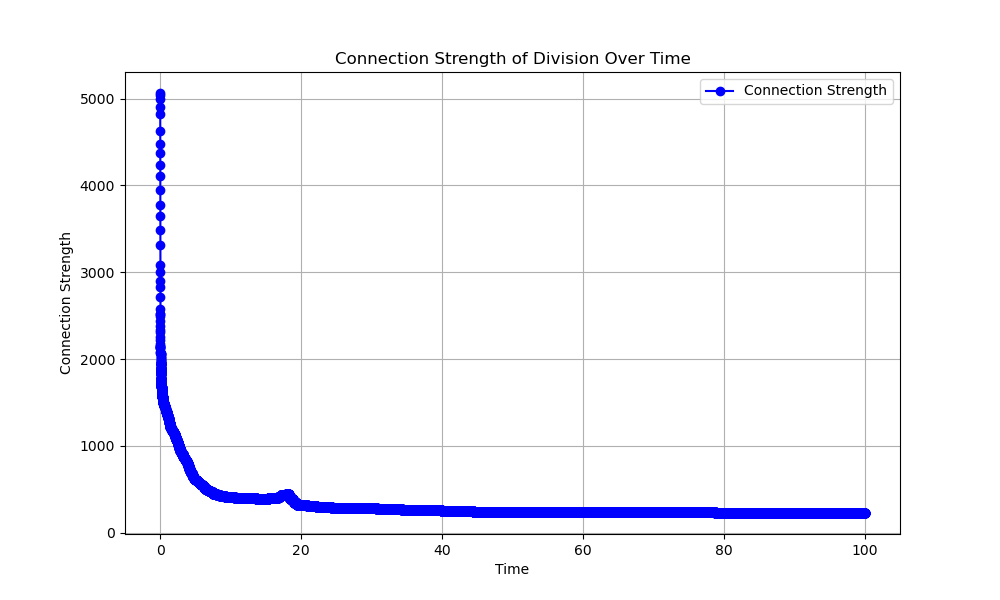 Connection Strength of Division Over Time
Connection Strength
5000
4000
3000
2000
1000
0
Connection Strength
0 20 40 60 80 100
Time